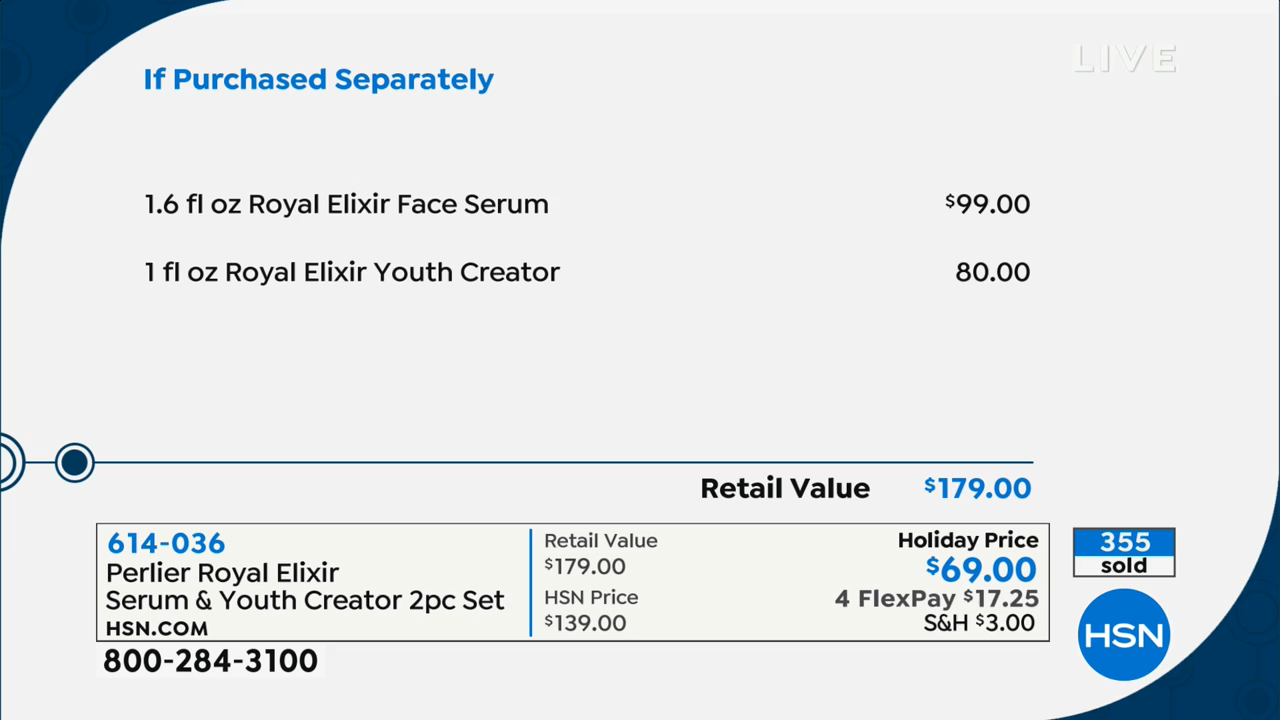 LIVE
If Purchased Separately
1.6 fl oz Royal Elixir Face Serum $99.00
1 fl oz Royal Elixir Youth Creator 80.00
Retail Value $179.00
614-036
Perlier Royal Elixir
Serum & Youth Creator 2pc Set
HSN.COM
Retail Value
$179.00
HSN Price
$139.00
Holiday Price
$69.00
4 FlexPay $17.25
S&H $3.00
355
sold
HSN
800-284-3100